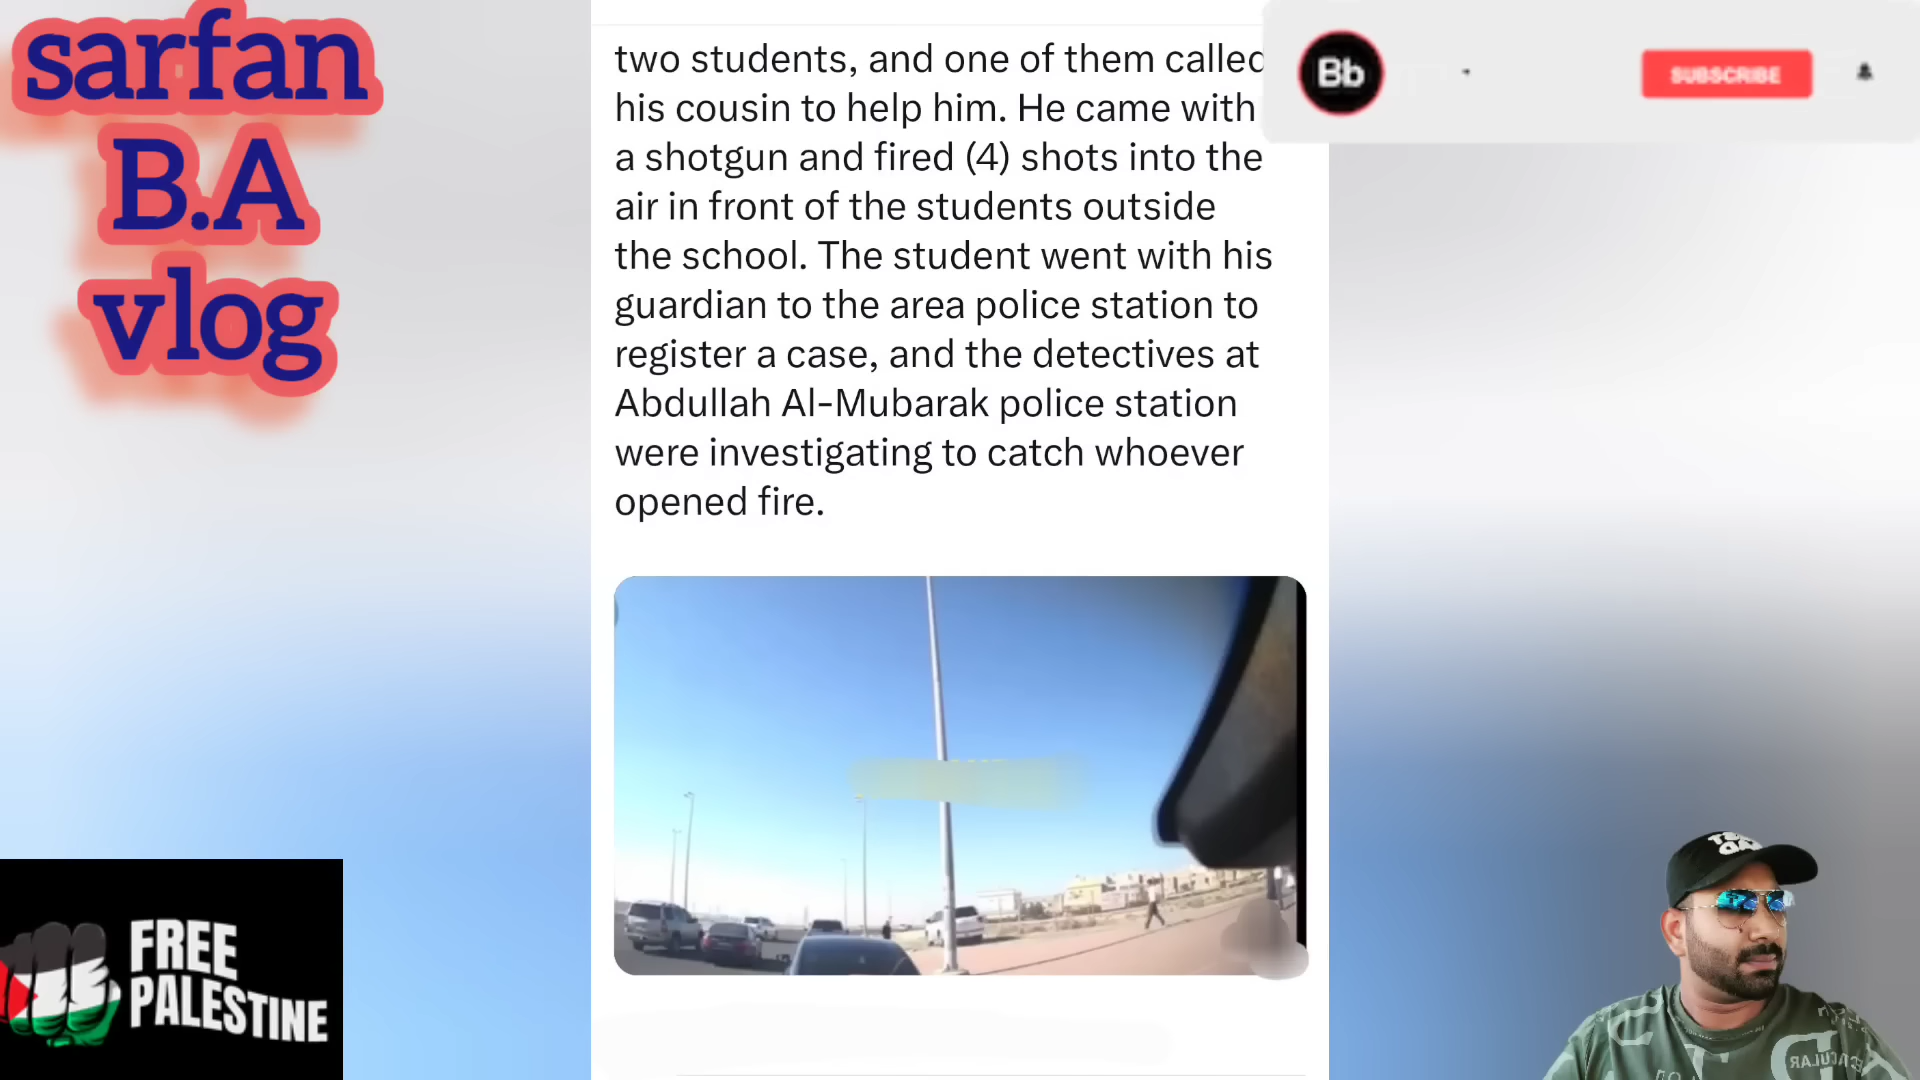 sarfan
B.A
vlog
two students, and one of them called
his cousin to help him. He came with
a shotgun and fired (4) shots into the
air in front of the students outside
the school. The student went with his
guardian to the area police station to
register a case, and the detectives at
Abdullah Al-Mubarak police station
were investigating to catch whoever
opened fire.
Bb
SUBSCRIBE
FREE
PALESTINE